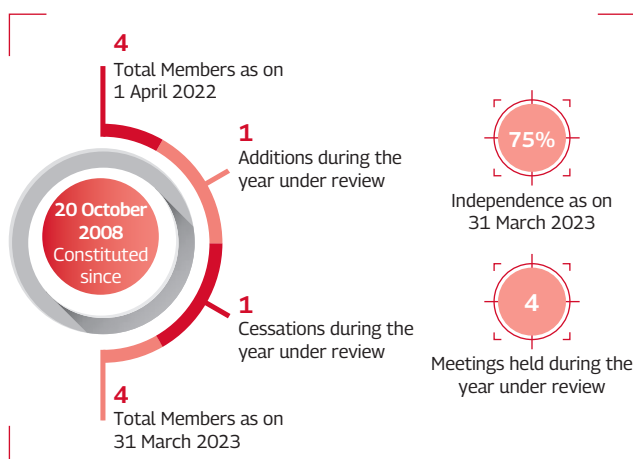 4
Total Members as on
1 April 2022
1
Additions during the
year under review
20 October
2008
Constituted
since
1
Cessations during the
year under review
4
Total Members as on
31 March 2023
75%
Independence as on
31 March 2023
4
Meetings held during the
year under review